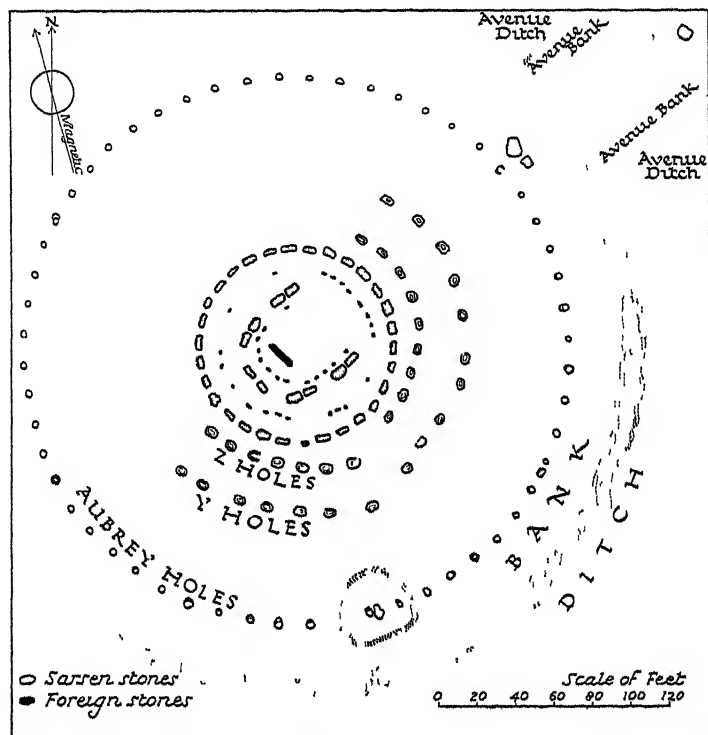 N
Magnetic
Avenue
Ditch
Avenue Bank
Avenue Bank
Avenue
Ditch
Z HOLES
Y HOLES
AUBREY HOLES
BANK
DITCH
Sarsen stones
Foreign stones
Scale of Feet
0 20 40 60 80 100 120